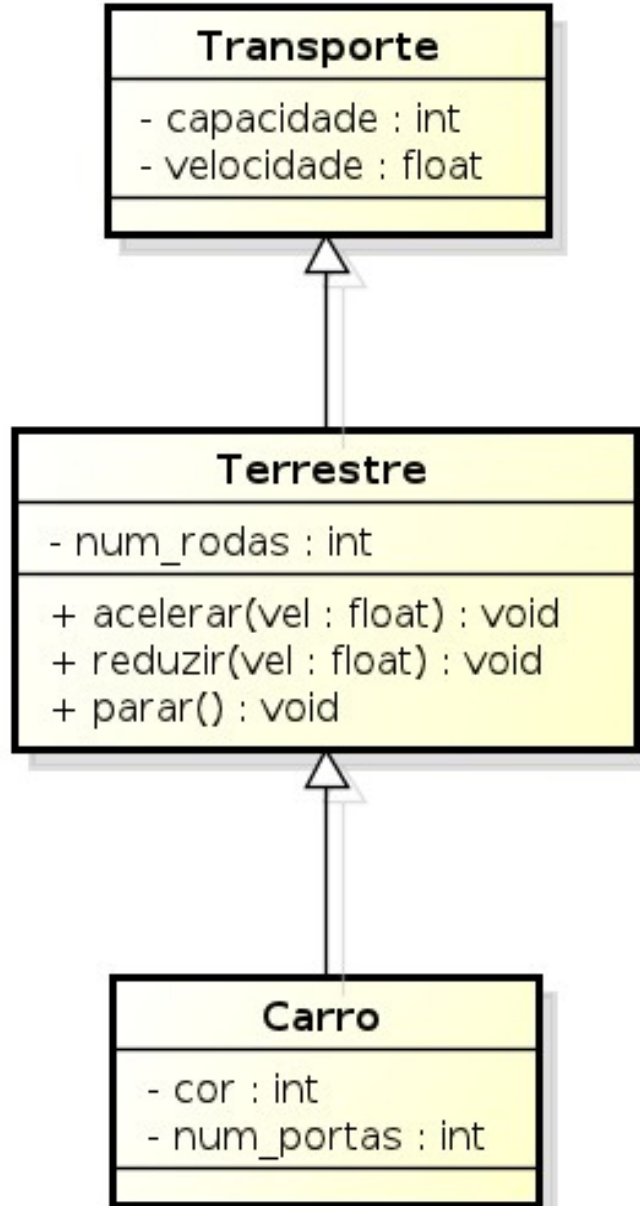 Transporte
- capacidade : int
- velocidade : float
Terrestre
- num_rodas : int
+ acelerar(vel : float) : void
+ reduzir(vel : float) : void
+ parar() : void
Carro
- cor : int
- num_portas : int